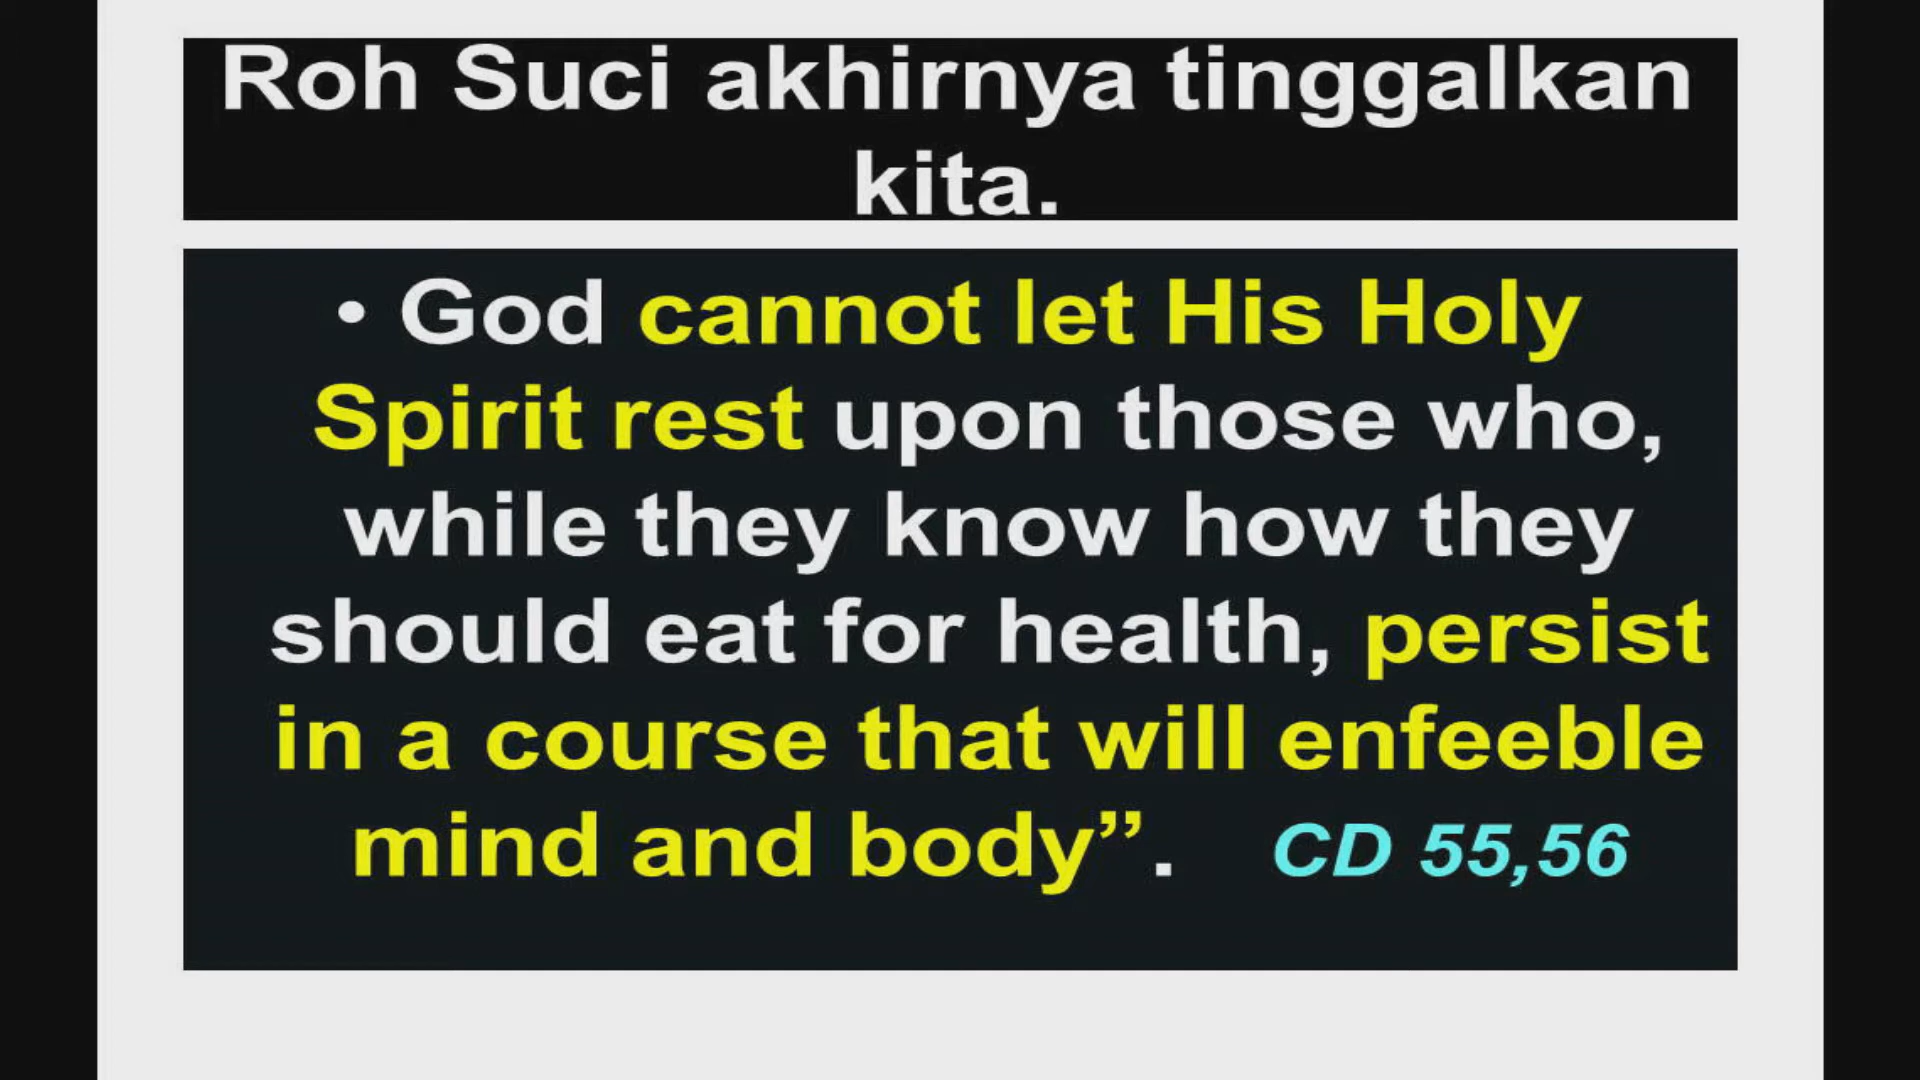 Roh Suci akhirnya tinggalkan
kita.
• God cannot let His Holy
Spirit rest upon those who,
while they know how they
should eat for health, persist
in a course that will enfeeble
mind and body”. CD 55,56